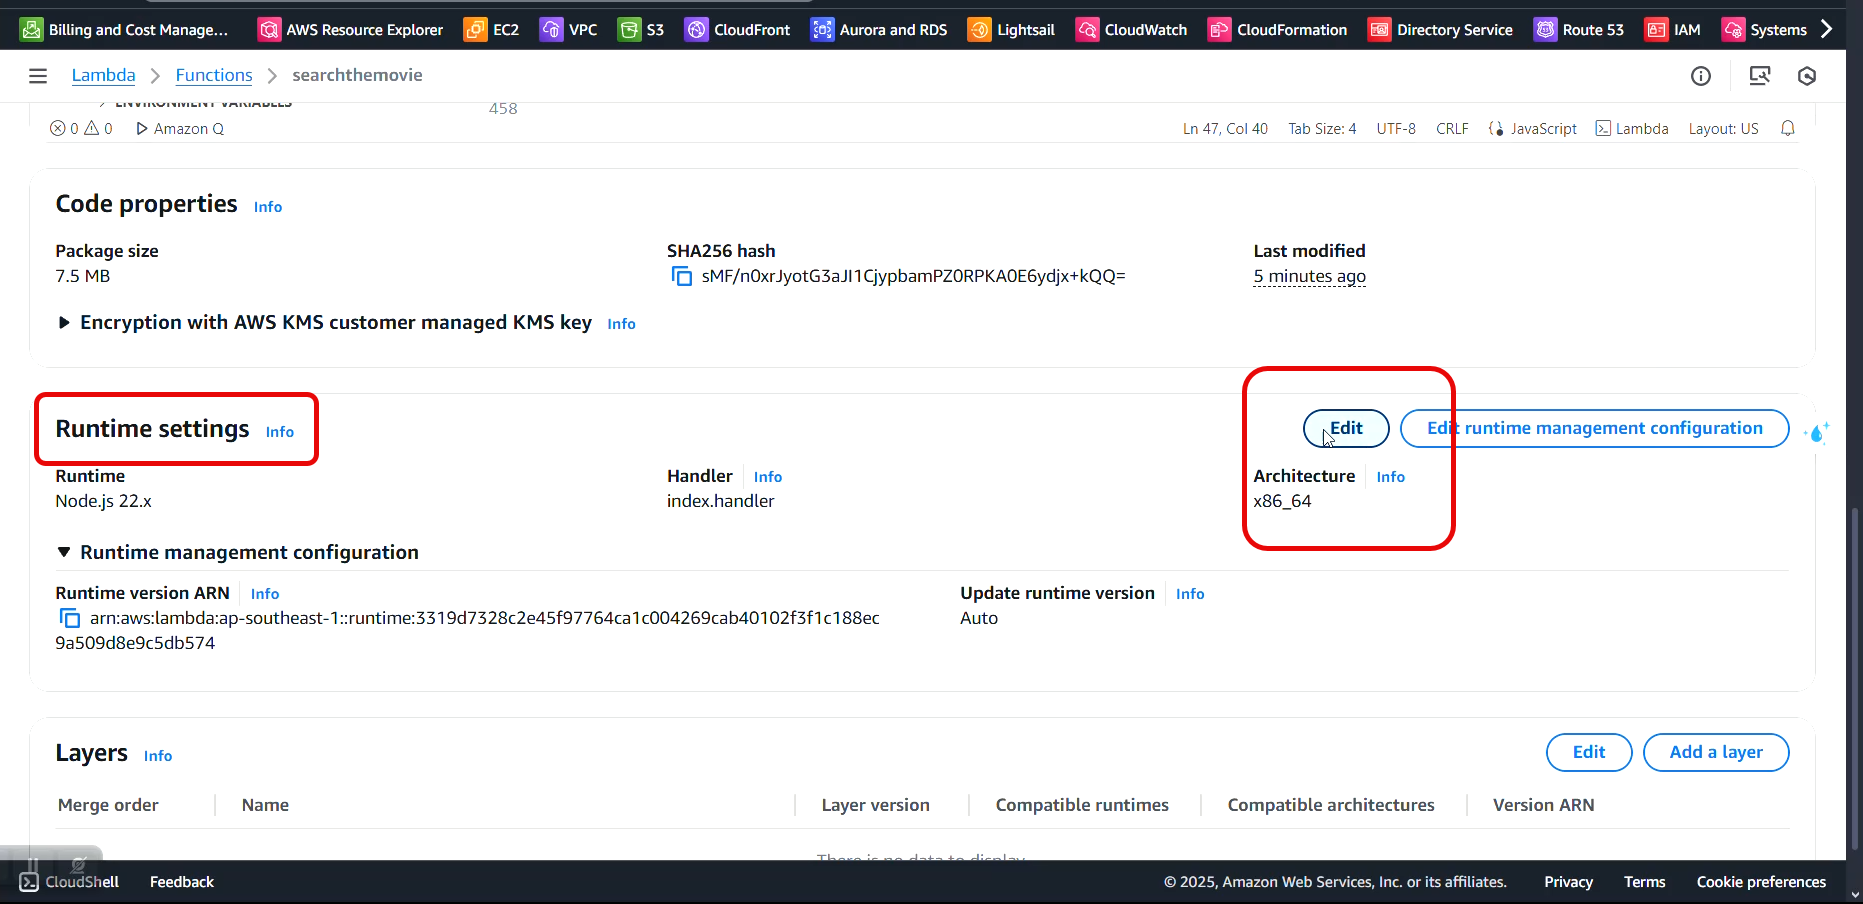 Billing and Cost Manage... AWS Resource Explorer EC2 VPC S3 CloudFront Aurora and RDS Lightsail CloudWatch CloudFormation Directory Service Route 53 IAM Systems
Lambda Functions searchthemovie
ENVIRONMENT VARIABLES 458
0 0 Amazon Q Ln 47, Col 40 Tab Size: 4 UTF-8 CRLF JavaScript Lambda Layout: US
Code properties Info
Package size SHA256 hash Last modified
7.5 MB sMF/n0xrJyotG3aJI1CjypbamPZ0RPKA0E6ydjx+kQQ= 5 minutes ago
Encryption with AWS KMS customer managed KMS key Info
Runtime settings Info Edit Edit runtime management configuration
Runtime Handler Info Architecture Info
Node.js 22.x index.handler x86_64
Runtime management configuration
Runtime version ARN Info Update runtime version Info
arn:aws:lambda:ap-southeast-1::runtime:3319d7328c2e45f97764ca1c004269cab40102f3f1c188ec Auto
9a509d8e9c5db574
Layers Info Edit Add a layer
Merge order Name Layer version Compatible runtimes Compatible architectures Version ARN
There is no data to display
CloudShell Feedback © 2025, Amazon Web Services, Inc. or its affiliates. Privacy Terms Cookie preferences